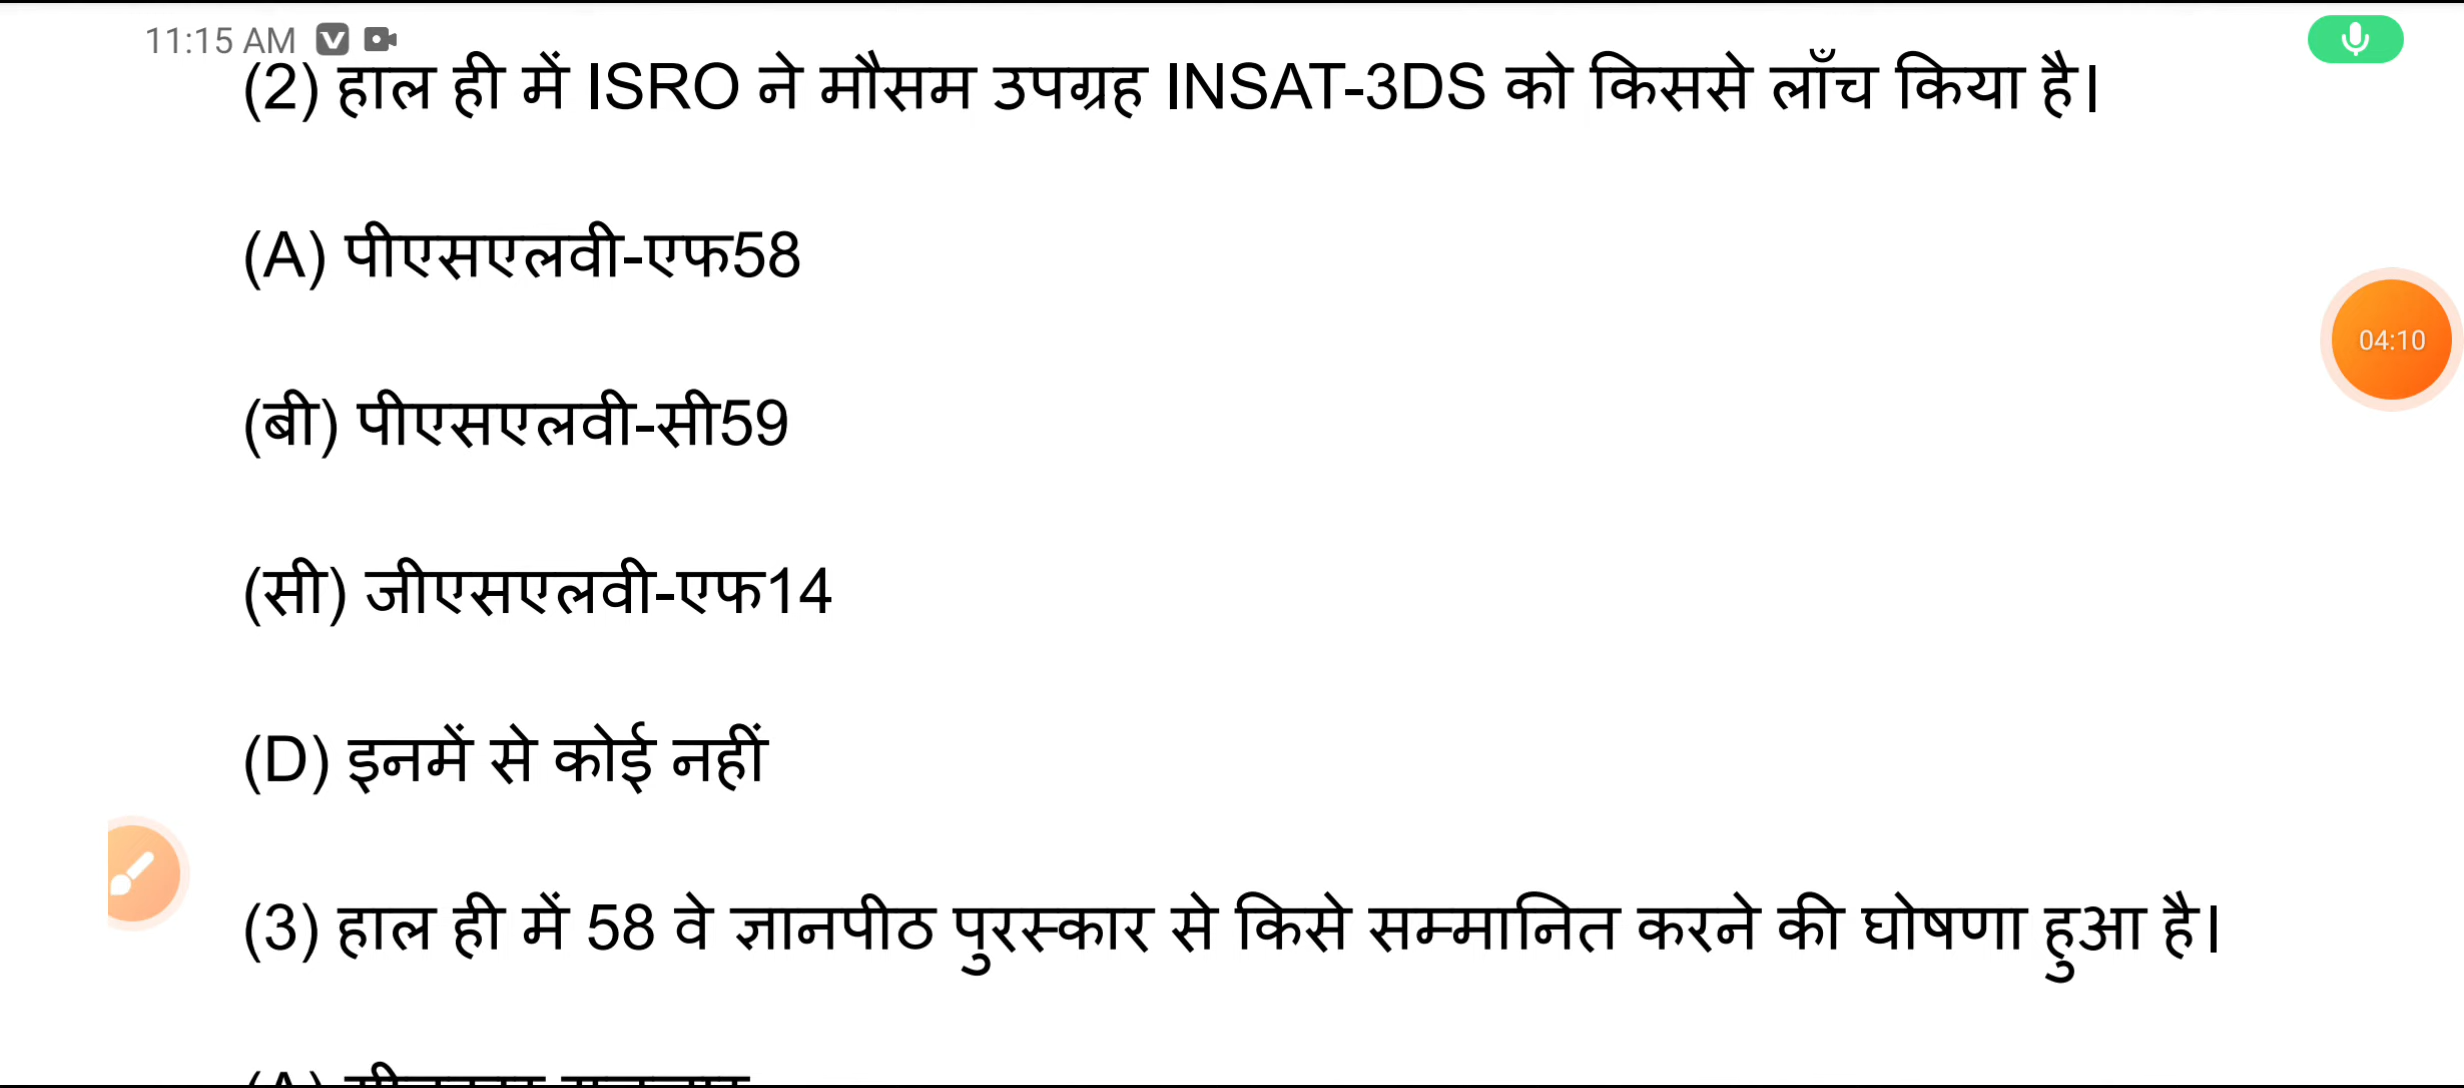 11:15 AM
(2) हाल ही में ISRO ने मौसम उपग्रह INSAT-3DS को किससे लॉंच किया है।
(A) पीएसएलवी-एफ58
04:10
(बी) पीएसएलवी-सी59
(सी) जीएसएलवी-एफ14
(D) इनमें से कोई नहीं
(3) हाल ही में 58 वे ज्ञानपीठ पुरस्कार से किसे सम्मानित करने की घोषणा हुआ है।